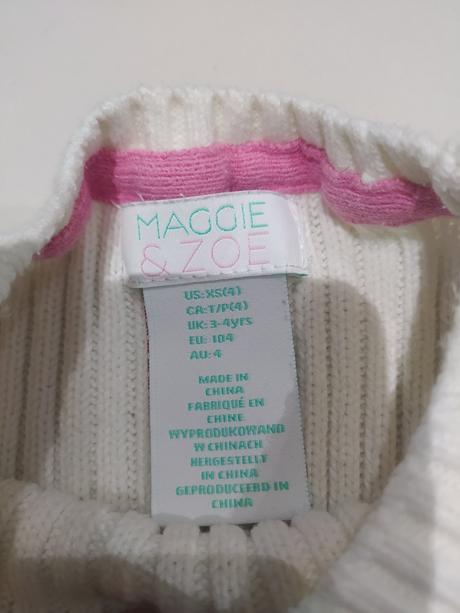 MAGGIE
& ZOE
US: XS(4)
CA: T/P(4)
UK: 3-4yrs
EU: 104
AU: 4
MADE IN
CHINA
FABRIQUÉ EN
CHINE
WYPRODUKOWANO
W CHINACH
HERGESTELLT
IN CHINA
GEPRODUCEERD IN
CHINA